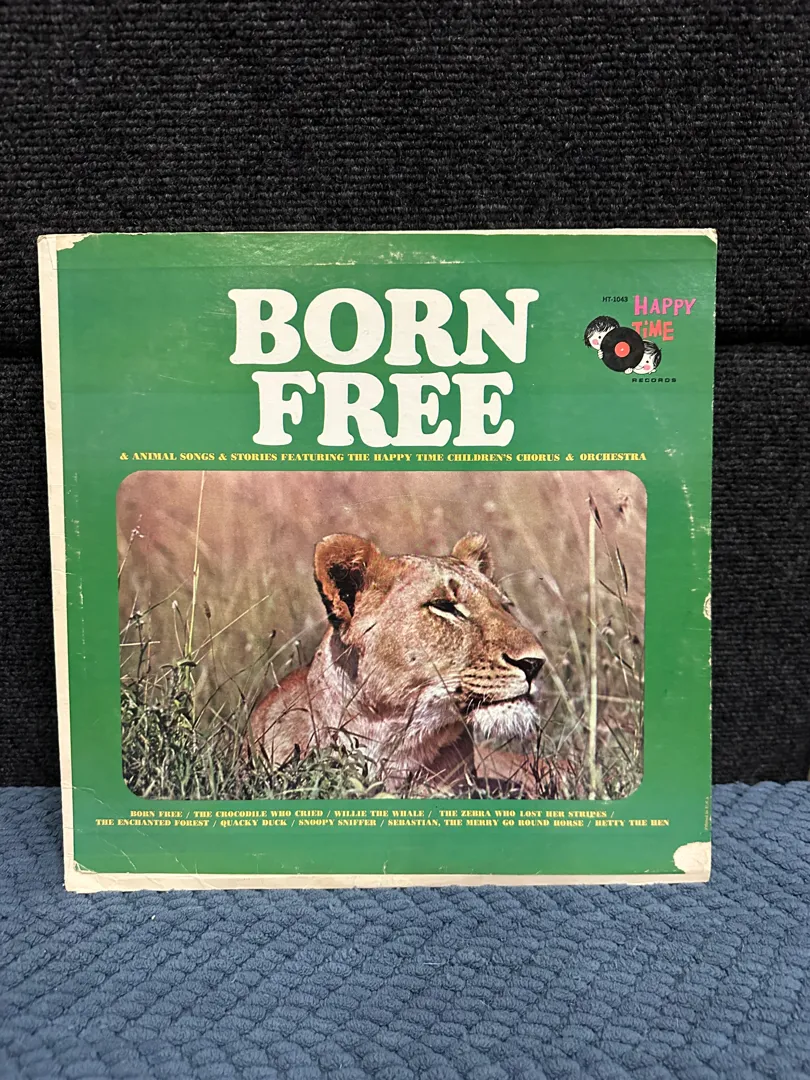 BORN
FREE
HT-1043
HAPPY
TIME
RECORDS
& ANIMAL SONGS & STORIES FEATURING THE HAPPY TIME CHILDREN'S CHORUS & ORCHESTRA
BORN FREE / THE CROCODILE WHO CRIED / WILLIE THE WHALE / THE ZEBRA WHO LOST HER STRIPES /
THE ENCHANTED FOREST / QUACKY DUCK / SNOOPY SNIFFER / SEBASTIAN, THE MERRY GO ROUND HORSE / HETTY THE HEN